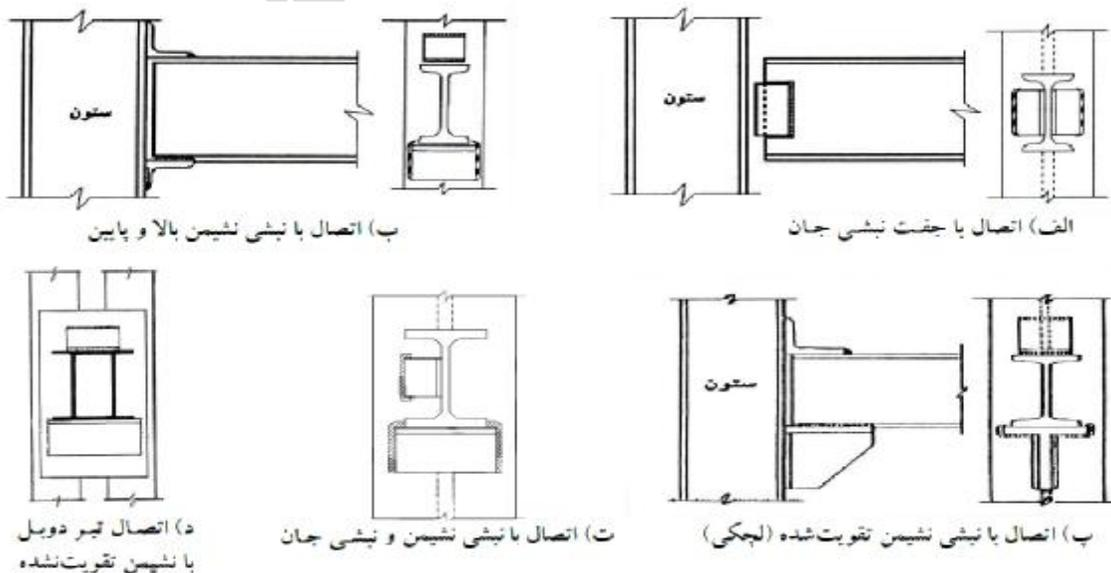 ستون
ستون
الف) اتصال با جفت نبشی جان
ب) اتصال با نبشی نشیمن بالا و پایین
ستون
پ) اتصال با نبشی نشیمن تقویت‌شده (لچکی)
ت) اتصال با نبشی نشیمن و نبشی جان
د) اتصال تیر دوبل
با نشیمن تقویت‌نشده